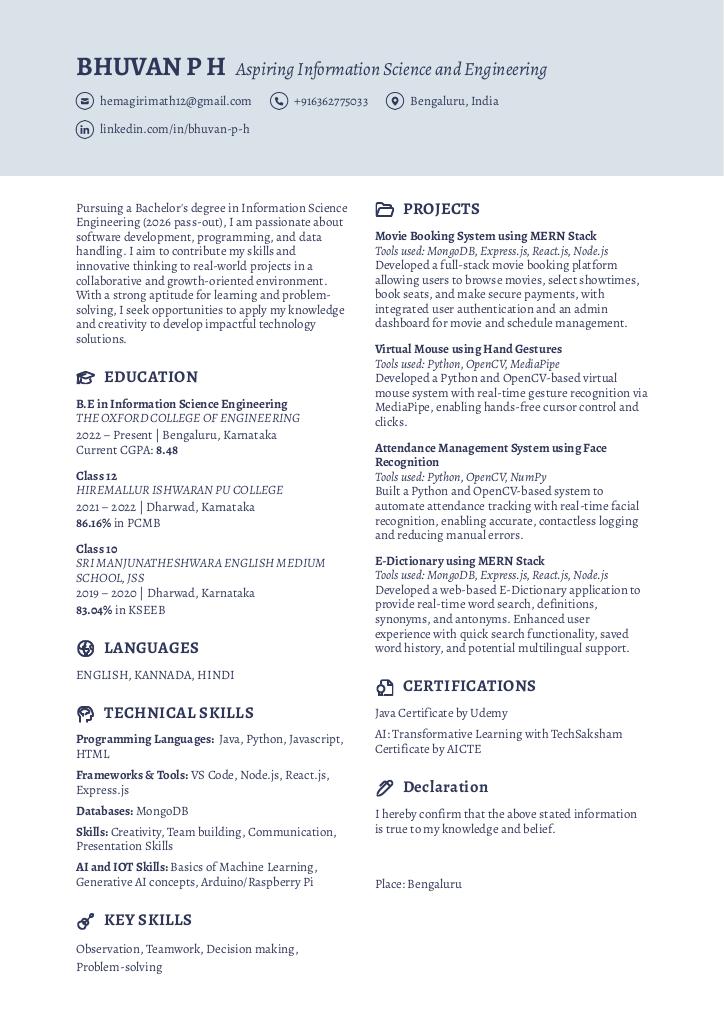 BHUVAN P H Aspiring Information Science and Engineering
hemagirimath12@gmail.com +916362775033 Bengaluru, India
linkedin.com/in/bhuvan-p-h
Pursuing a Bachelor's degree in Information Science
Engineering (2026 pass-out), I am passionate about
software development, programming, and data
handling. I aim to contribute my skills and
innovative thinking to real-world projects in a
collaborative and growth-oriented environment.
With a strong aptitude for learning and problem-
solving, I seek opportunities to apply my knowledge
and creativity to develop impactful technology
solutions.
EDUCATION
B.E in Information Science Engineering
THE OXFORD COLLEGE OF ENGINEERING
2022 – Present | Bengaluru, Karnataka
Current CGPA: 8.48
Class 12
HIREMALLUR ISHWARAN PU COLLEGE
2021 – 2022 | Dharwad, Karnataka
86.16% in PCMB
Class 10
SRI MANJUNATHESHWARA ENGLISH MEDIUM
SCHOOL, JSS
2019 – 2020 | Dharwad, Karnataka
83.04% in KSEEB
LANGUAGES
ENGLISH, KANNADA, HINDI
TECHNICAL SKILLS
Programming Languages: Java, Python, Javascript,
HTML
Frameworks & Tools: VS Code, Node.js, React.js,
Express.js
Databases: MongoDB
Skills: Creativity, Team building, Communication,
Presentation Skills
AI and IOT Skills: Basics of Machine Learning,
Generative AI concepts, Arduino/Raspberry Pi
KEY SKILLS
Observation, Teamwork, Decision making,
Problem-solving
PROJECTS
Movie Booking System using MERN Stack
Tools used: MongoDB, Express.js, React.js, Node.js
Developed a full-stack movie booking platform
allowing users to browse movies, select showtimes,
book seats, and make secure payments, with
integrated user authentication and an admin
dashboard for movie and schedule management.
Virtual Mouse using Hand Gestures
Tools used: Python, OpenCV, MediaPipe
Developed a Python and OpenCV-based virtual
mouse system with real-time gesture recognition via
MediaPipe, enabling hands-free cursor control and
clicks.
Attendance Management System using Face
Recognition
Tools used: Python, OpenCV, NumPy
Built a Python and OpenCV-based system to
automate attendance tracking with real-time facial
recognition, enabling accurate, contactless logging
and reducing manual errors.
E-Dictionary using MERN Stack
Tools used: MongoDB, Express.js, React.js, Node.js
Developed a web-based E-Dictionary application to
provide real-time word search, definitions,
synonyms, and antonyms. Enhanced user
experience with quick search functionality, saved
word history, and potential multilingual support.
CERTIFICATIONS
Java Certificate by Udemy
AI: Transformative Learning with TechSaksham
Certificate by AICTE
Declaration
I hereby confirm that the above stated information
is true to my knowledge and belief.
Place: Bengaluru